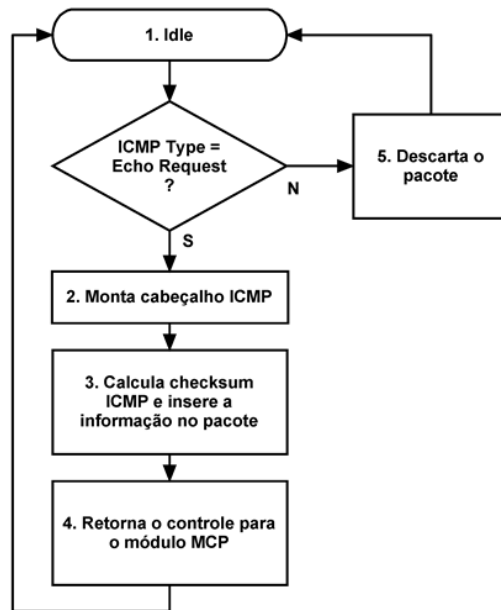 1. Idle
ICMP Type =
Echo Request
?
N
5. Descarta o
pacote
S
2. Monta cabeçalho ICMP
3. Calcula checksum
ICMP e insere a
informação no pacote
4. Retorna o controle para
o módulo MCP